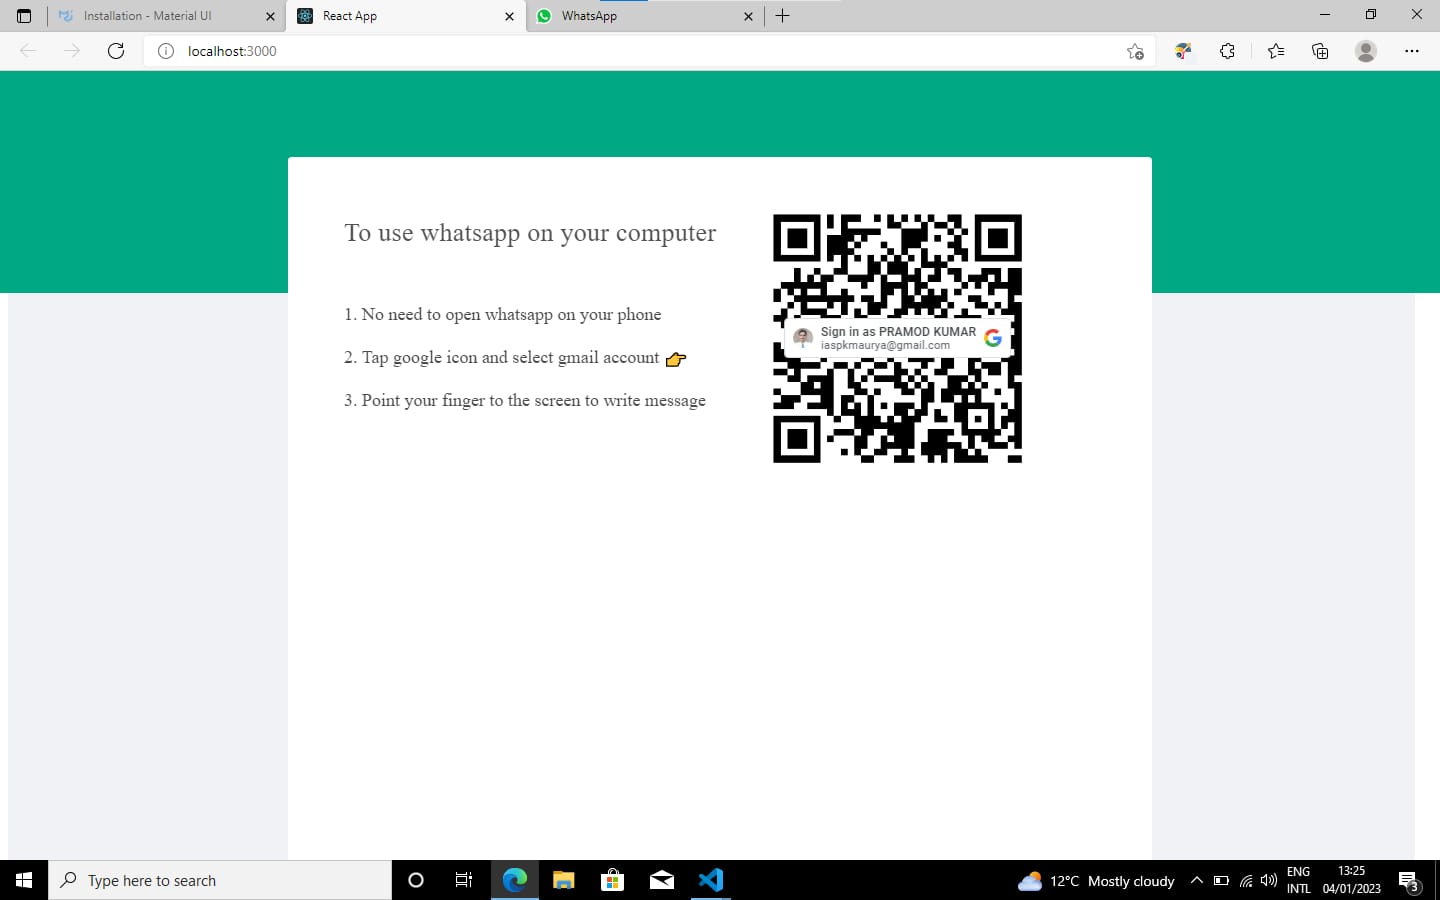 Installation - Material UI
React App
WhatsApp
localhost:3000
To use whatsapp on your computer
1. No need to open whatsapp on your phone
2. Tap google icon and select gmail account 👉
3. Point your finger to the screen to write message
Sign in as PRAMOD KUMAR
iaspkmaurya@gmail.com
Type here to search
12°C Mostly cloudy
ENG
INTL
13:25
04/01/2023
3